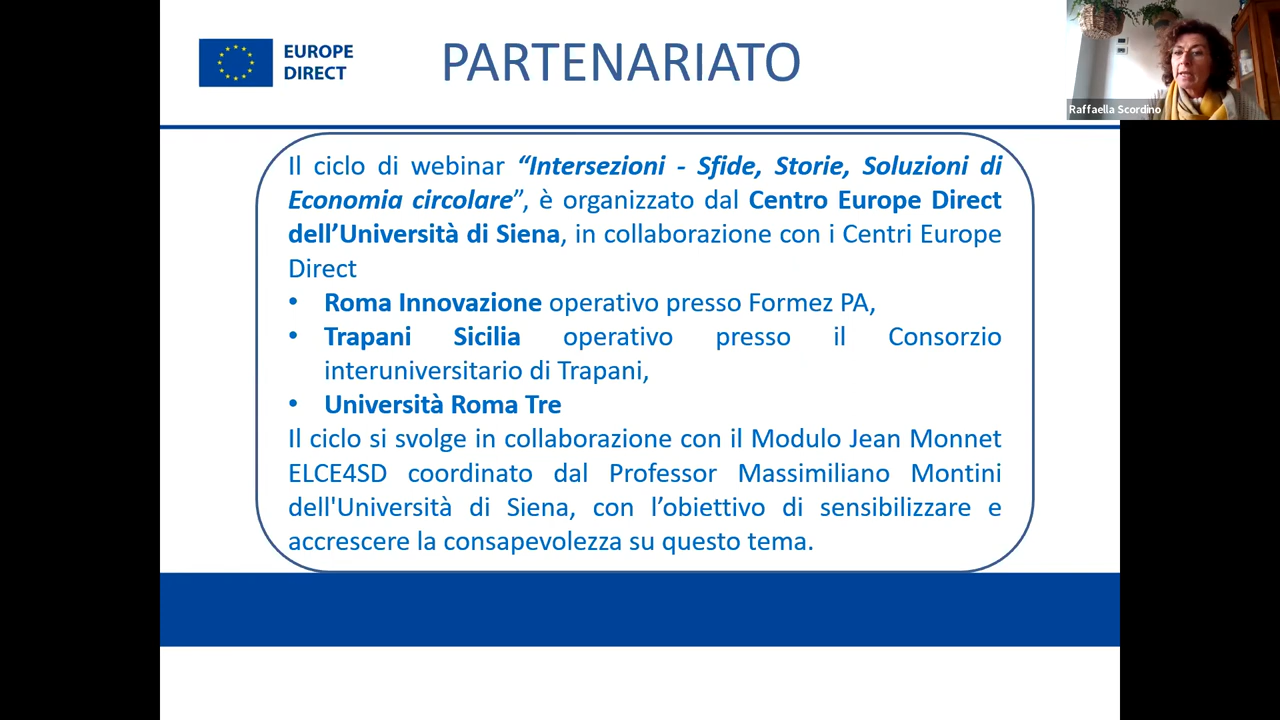 EUROPE
DIRECT
PARTENARIATO
Raffaella Scordino
Il ciclo di webinar “Intersezioni - Sfide, Storie, Soluzioni di
Economia circolare”, è organizzato dal Centro Europe Direct
dell’Università di Siena, in collaborazione con i Centri Europe
Direct
• Roma Innovazione operativo presso Formez PA,
• Trapani Sicilia operativo presso il Consorzio
interuniversitario di Trapani,
• Università Roma Tre
Il ciclo si svolge in collaborazione con il Modulo Jean Monnet
ELCE4SD coordinato dal Professor Massimiliano Montini
dell'Università di Siena, con l’obiettivo di sensibilizzare e
accrescere la consapevolezza su questo tema.